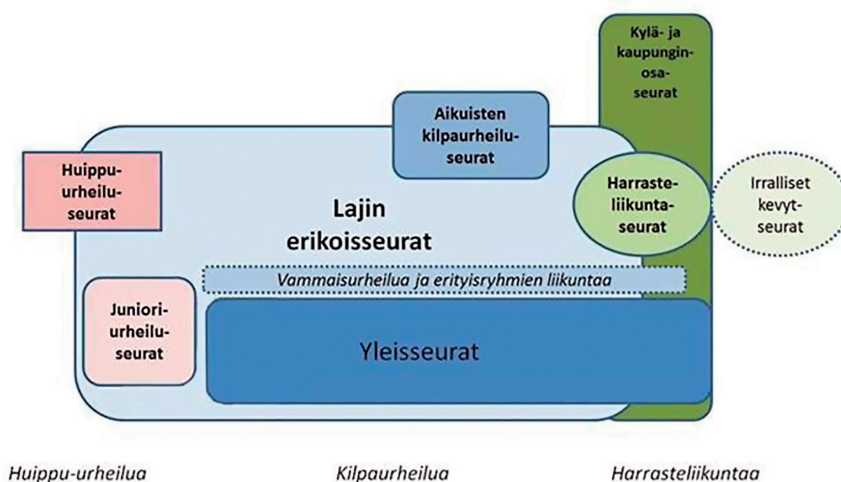 Kylä- ja
kaupungin-
osa-
seurat
Aikuisten
kilpaurheilu-
seurat
Huippu-
urheilu-
seurat
Lajin
erikoisseurat
Harraste-
liikunta-
seurat
Irralliset
kevyt-
seurat
Vammaisurheilua ja erityisryhmien liikuntaa
Juniori-
urheilu-
seurat
Yleisseurat
Huippu-urheilua
Kilpaurheilua
Harrasteliikuntaa